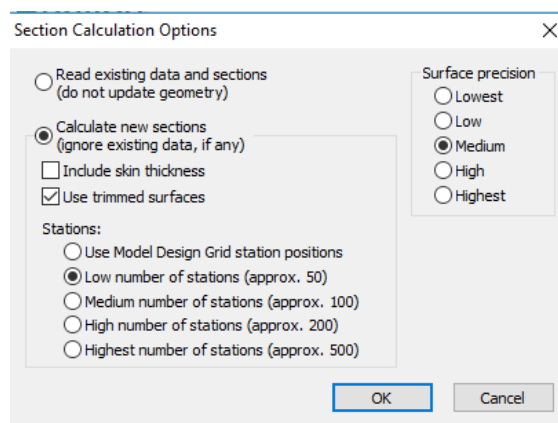 Section Calculation Options
Read existing data and sections
(do not update geometry)
Calculate new sections
(ignore existing data, if any)
Include skin thickness
Use trimmed surfaces
Stations:
Use Model Design Grid station positions
Low number of stations (approx. 50)
Medium number of stations (approx. 100)
High number of stations (approx. 200)
Highest number of stations (approx. 500)
Surface precision
Lowest
Low
Medium
High
Highest
OK
Cancel